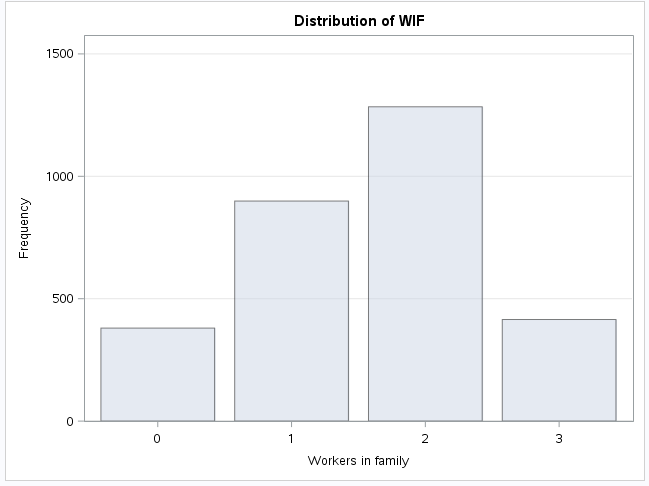 Distribution of WIF
1500
1000
500
0
Frequency
0 1 2 3
Workers in family